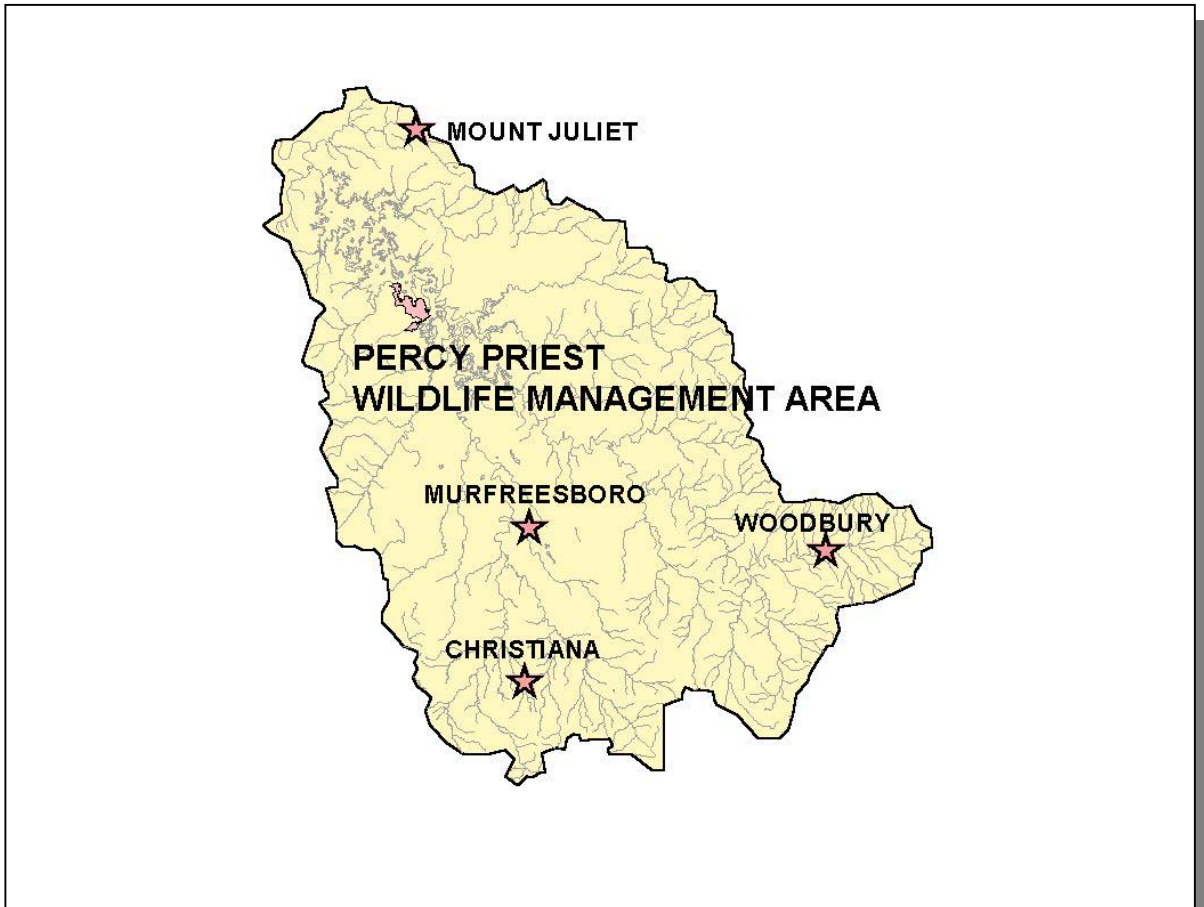 MOUNT JULIET
PERCY PRIEST
WILDLIFE MANAGEMENT AREA
MURFREESBORO
WOODBURY
CHRISTIANA